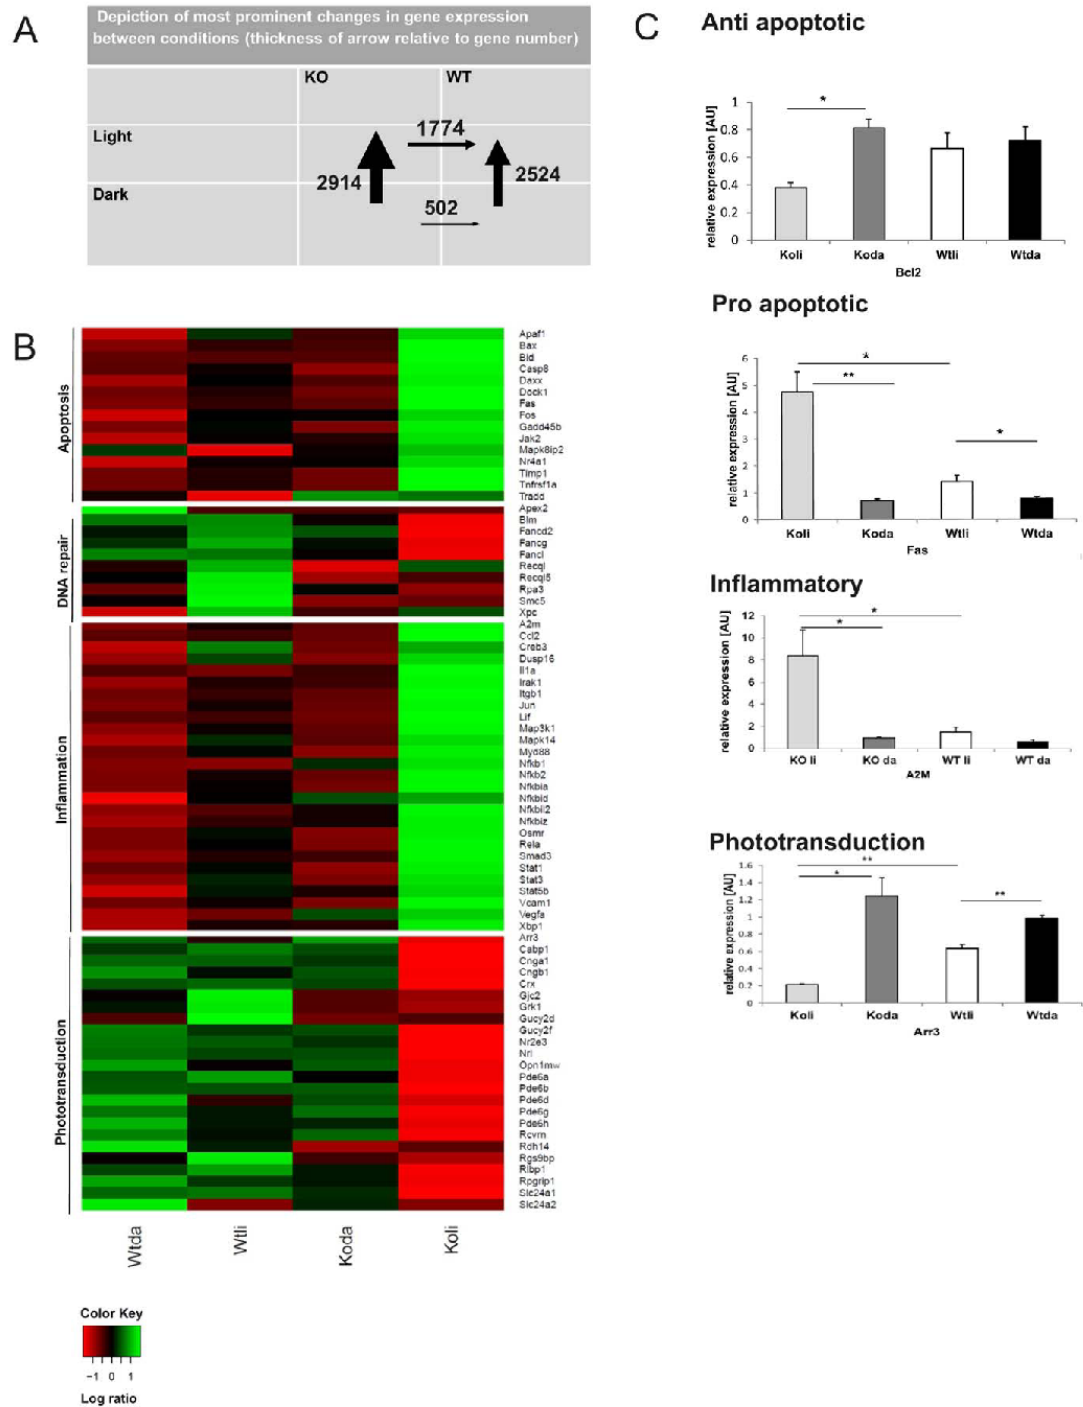 A
Depiction of most prominent changes in gene expression
between conditions (thickness of arrow relative to gene number)
KO
WT
Light
1774
2914
2524
Dark
502
B
Apoptosis
Apaf1
Bax
Bid
Casp8
Daxx
Dock1
Fas
Fos
Gadd45b
Jak2
Mapk8ip2
Nr4a1
Timp1
Tnfrsf1a
Tradd
DNA repair
Apex2
Blm
Fancd2
Fancg
Fancl
Recql
Recql5
Rpa3
Smc5
Xpc
Inflammation
A2m
Ccl2
Creb3
Dusp16
Il1a
Irak1
Itgb1
Jun
Lif
Map3k1
Mapk14
Myd88
Nfkb1
Nfkb2
Nfkbia
Nfkbid
Nfkbil2
Nfkbiz
Osmr
Rela
Smad3
Stat1
Stat3
Stat5b
Vcam1
Vegfa
Xbp1
Phototransduction
Arr3
Cabp1
Cnga1
Cngb1
Crx
Gjc2
Grk1
Gucy2d
Gucy2f
Nr2e3
Nrl
Opn1mw
Pde6a
Pde6b
Pde6d
Pde6g
Pde6h
Rcvrn
Rdh14
Rgs9bp
Rlbp1
Rpgrip1
Slc24a1
Slc24a2
Wtda
Wtli
Koda
Koli
Color Key
−1 0 1
Log ratio
C
Anti apoptotic
relative expression [AU]
1
0.8
0.6
0.4
0.2
0
*
Koli Koda Wtli Wtda
Bcl2
Pro apoptotic
relative expression [AU]
6
5
4
3
2
1
0
*
**
*
Koli Koda Wtli Wtda
Fas
Inflammatory
relative expression [AU]
12
10
8
6
4
2
0
*
*
KO li KO da WT li WT da
A2M
Phototransduction
relative expression [AU]
1.6
1.4
1.2
1
0.8
0.6
0.4
0.2
0
**
*
**
Koli Koda Wtli Wtda
Arr3